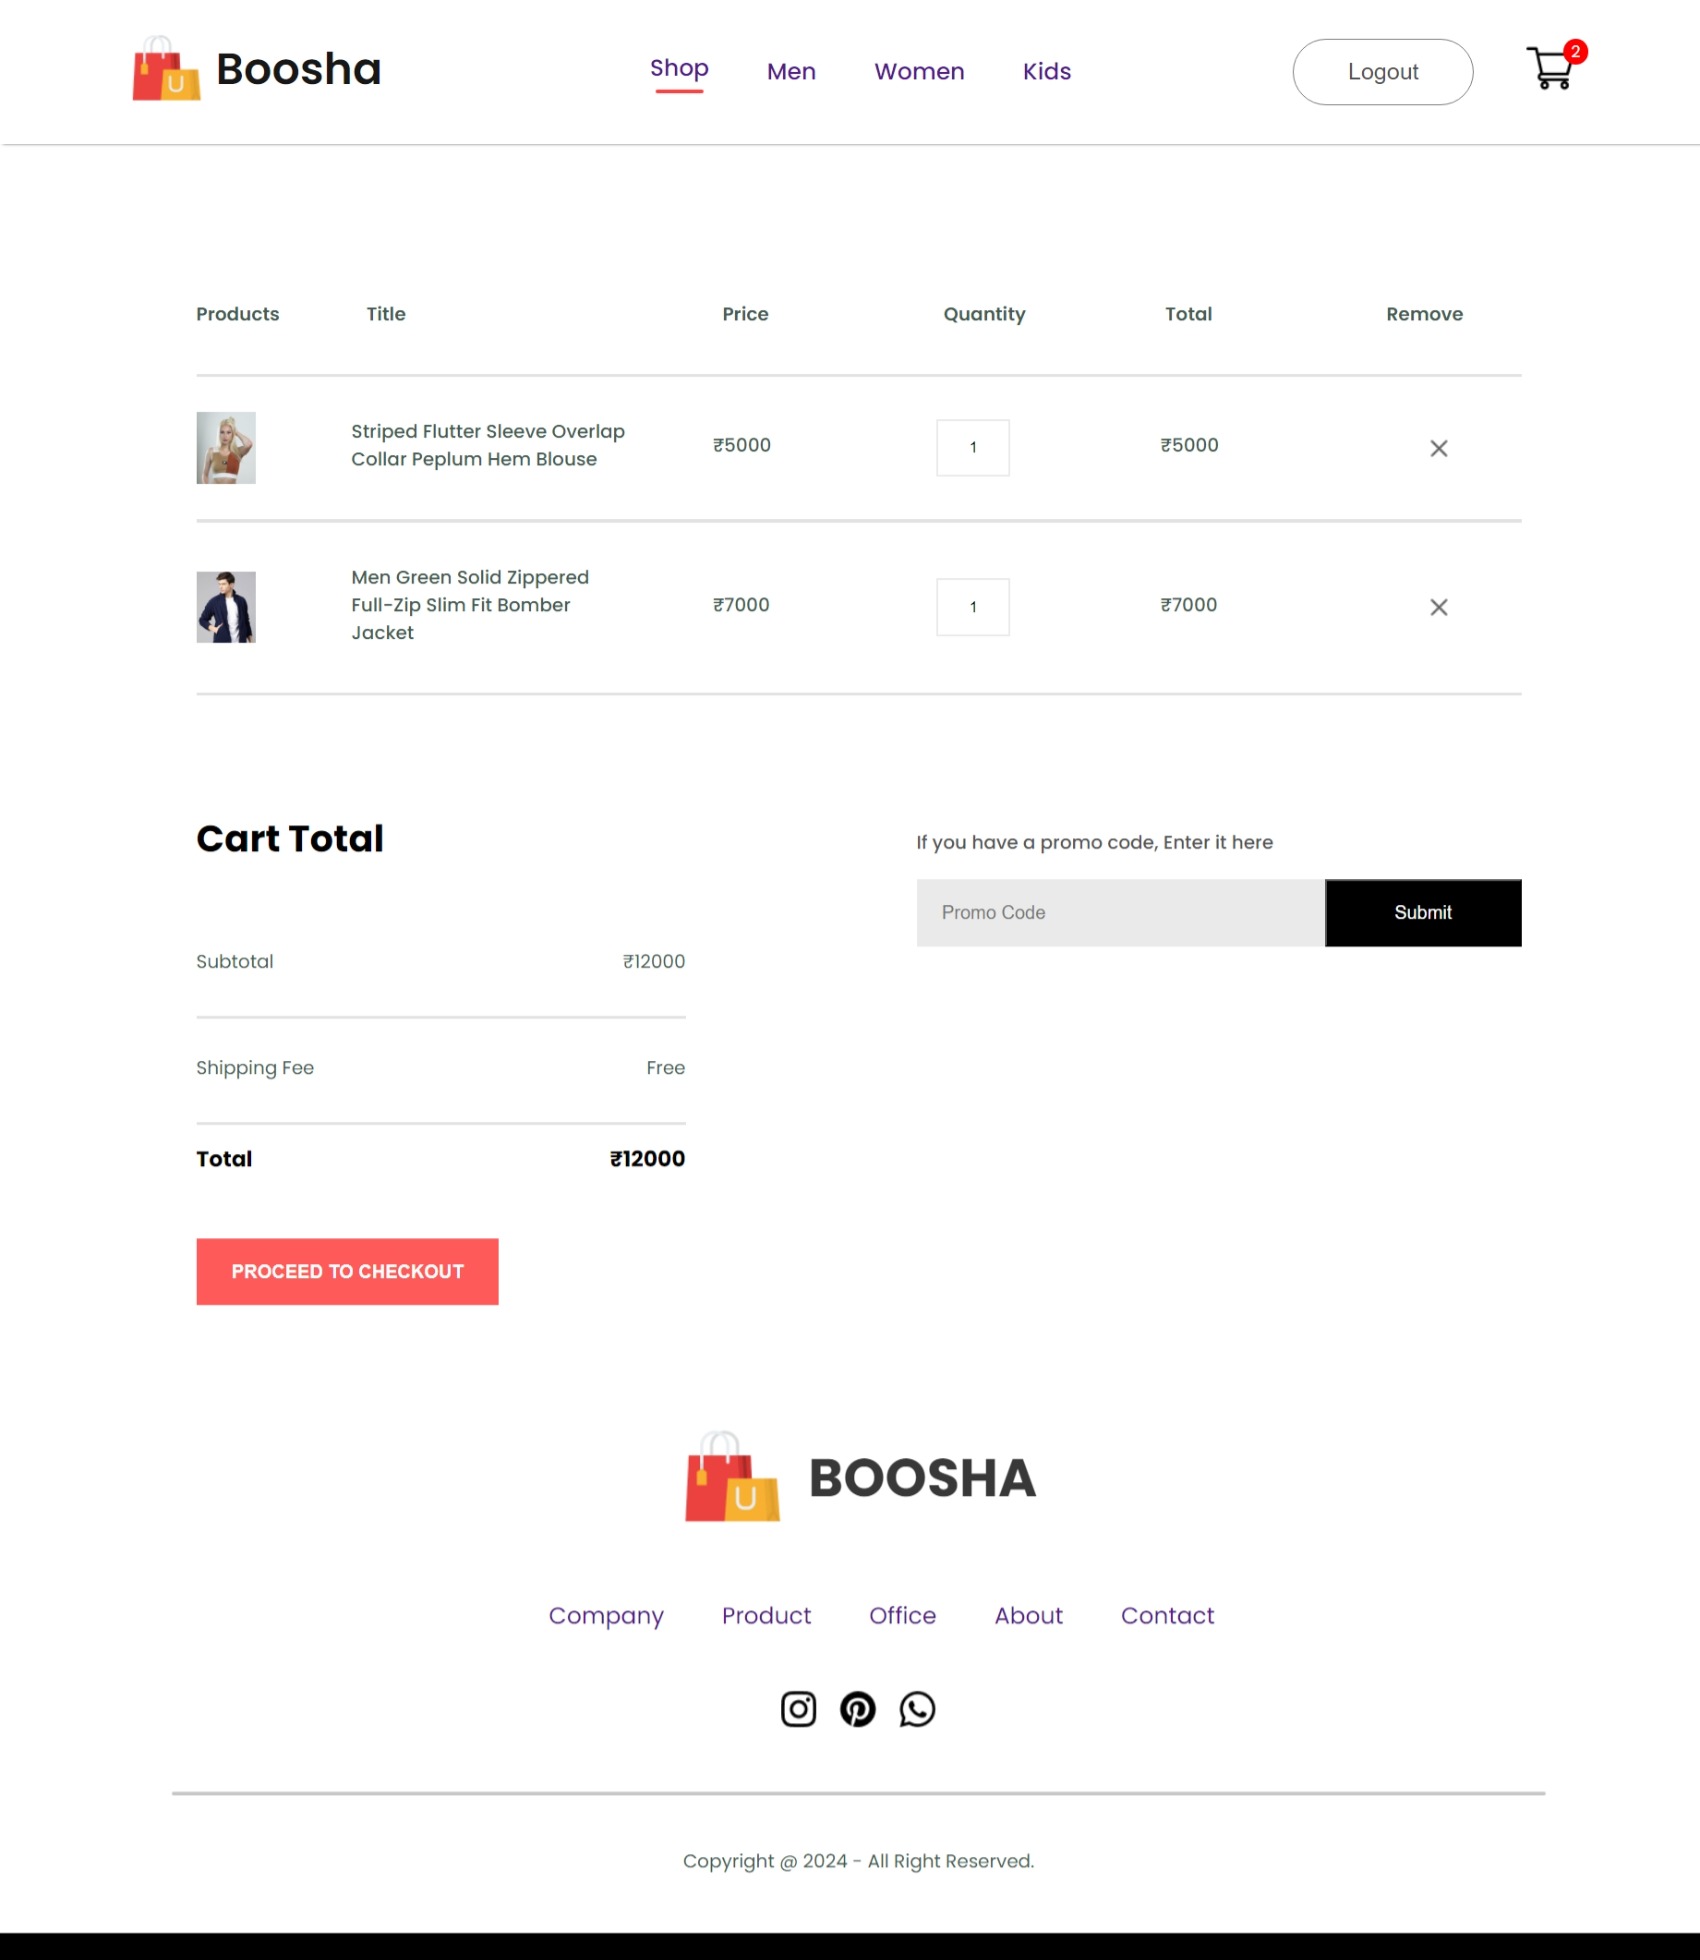 Boosha
Shop Men Women Kids
Logout
2
Products Title Price Quantity Total Remove
Striped Flutter Sleeve Overlap
Collar Peplum Hem Blouse
₹5000 1 ₹5000
Men Green Solid Zippered
Full-Zip Slim Fit Bomber
Jacket
₹7000 1 ₹7000
Cart Total
Subtotal ₹12000
Shipping Fee Free
Total ₹12000
PROCEED TO CHECKOUT
If you have a promo code, Enter it here
Promo Code Submit
BOOSHA
Company Product Office About Contact
Copyright @ 2024 - All Right Reserved.